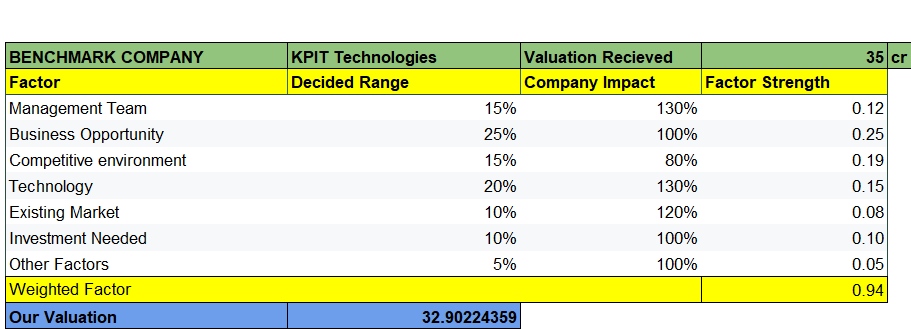 BENCHMARK COMPANY KPIT Technologies Valuation Recieved 35 cr
Factor Decided Range Company Impact Factor Strength
Management Team 15% 130% 0.12
Business Opportunity 25% 100% 0.25
Competitive environment 15% 80% 0.19
Technology 20% 130% 0.15
Existing Market 10% 120% 0.08
Investment Needed 10% 100% 0.10
Other Factors 5% 100% 0.05
Weighted Factor 0.94
Our Valuation 32.90224359